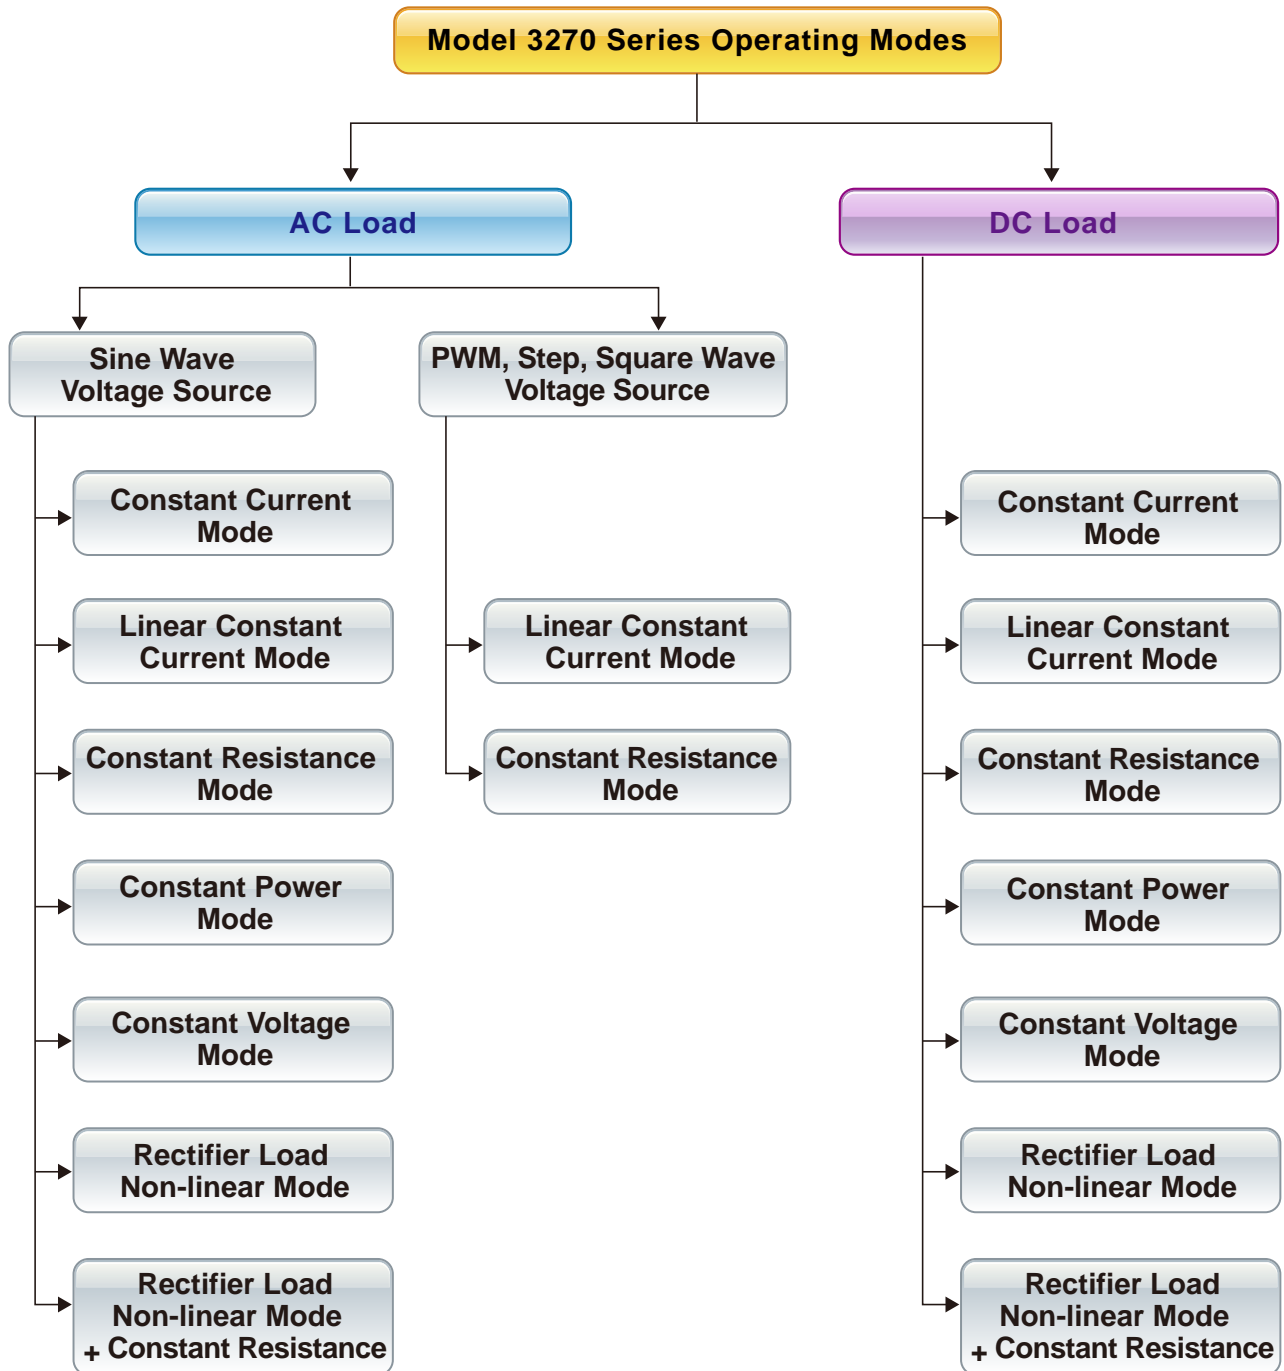 Model 3270 Series Operating Modes
AC Load
DC Load
Sine Wave
Voltage Source
PWM, Step, Square Wave
Voltage Source
Constant Current
Mode
Linear Constant
Current Mode
Constant Resistance
Mode
Constant Power
Mode
Constant Voltage
Mode
Rectifier Load
Non-linear Mode
Rectifier Load
Non-linear Mode
+ Constant Resistance
Linear Constant
Current Mode
Constant Resistance
Mode
Constant Current
Mode
Linear Constant
Current Mode
Constant Resistance
Mode
Constant Power
Mode
Constant Voltage
Mode
Rectifier Load
Non-linear Mode
Rectifier Load
Non-linear Mode
+ Constant Resistance